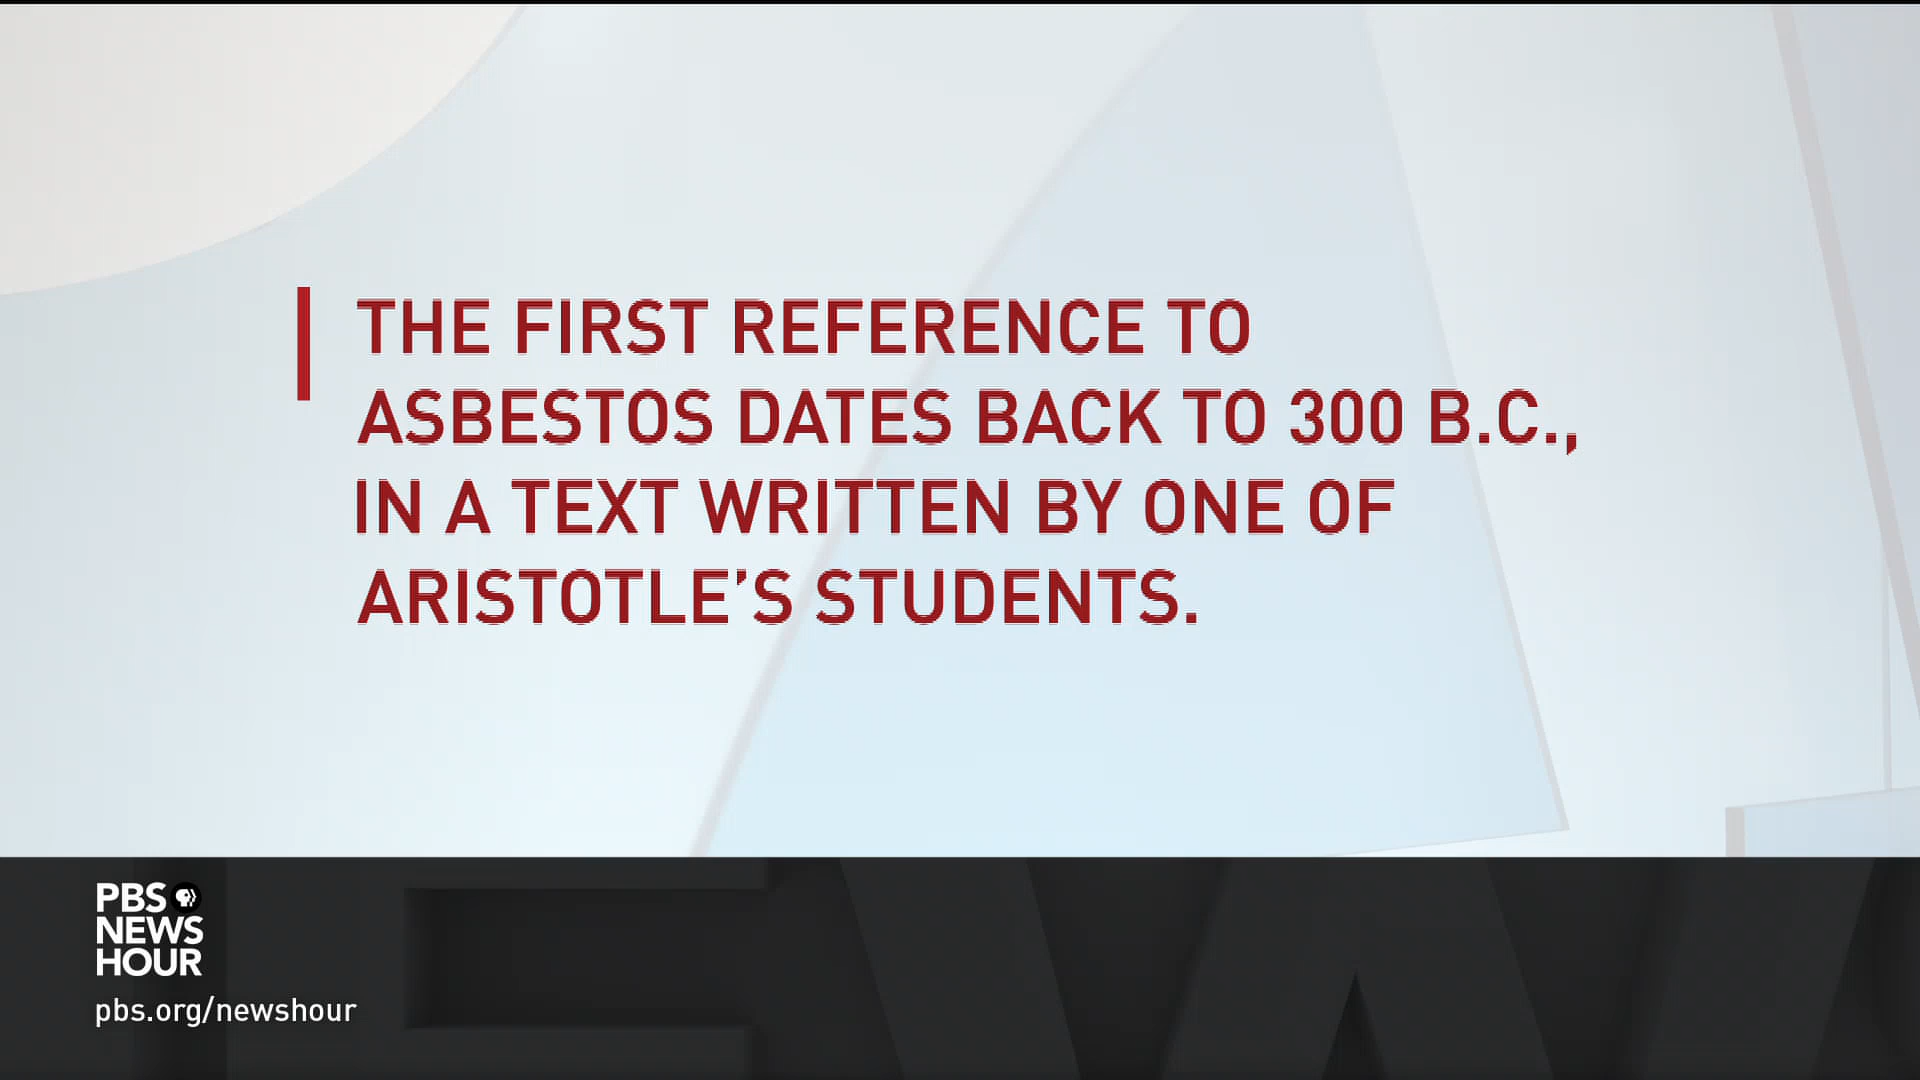 THE FIRST REFERENCE TO
ASBESTOS DATES BACK TO 300 B.C.,
IN A TEXT WRITTEN BY ONE OF
ARISTOTLE’S STUDENTS.
PBS
NEWS
HOUR
pbs.org/newshour